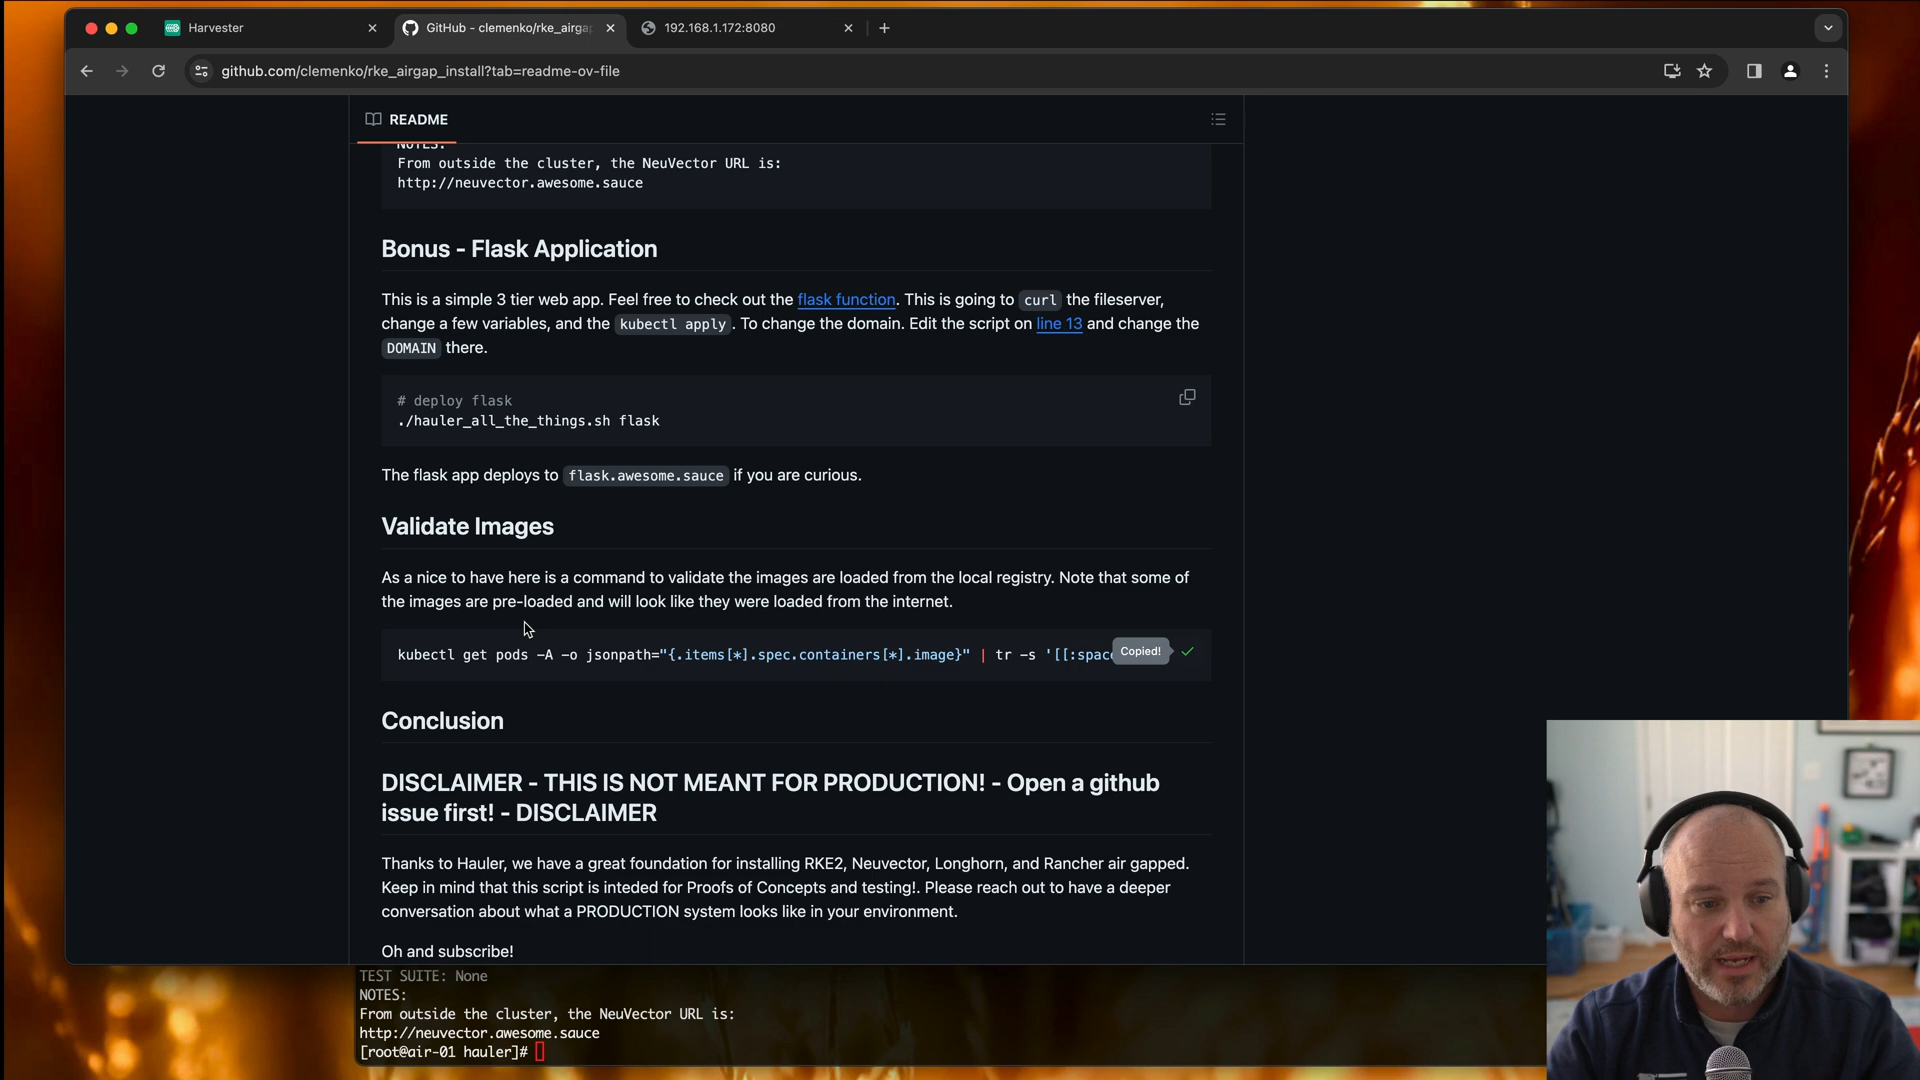 Harvester
GitHub - clemenko/rke_airga
192.168.1.172:8080
github.com/clemenko/rke_airgap_install?tab=readme-ov-file
README
NOTES:
From outside the cluster, the NeuVector URL is:
http://neuvector.awesome.sauce
Bonus - Flask Application
This is a simple 3 tier web app. Feel free to check out the flask function. This is going to curl the fileserver,
change a few variables, and the kubectl apply. To change the domain. Edit the script on line 13 and change the
DOMAIN there.
# deploy flask
./hauler_all_the_things.sh flask
The flask app deploys to flask.awesome.sauce if you are curious.
Validate Images
As a nice to have here is a command to validate the images are loaded from the local registry. Note that some of
the images are pre-loaded and will look like they were loaded from the internet.
kubectl get pods -A -o jsonpath="{.items[*].spec.containers[*].image}" | tr -s '[[:spac
Copied!
Conclusion
DISCLAIMER - THIS IS NOT MEANT FOR PRODUCTION! - Open a github
issue first! - DISCLAIMER
Thanks to Hauler, we have a great foundation for installing RKE2, Neuvector, Longhorn, and Rancher air gapped.
Keep in mind that this script is inteded for Proofs of Concepts and testing!. Please reach out to have a deeper
conversation about what a PRODUCTION system looks like in your environment.
Oh and subscribe!
TEST SUITE: None
NOTES:
From outside the cluster, the NeuVector URL is:
http://neuvector.awesome.sauce
[root@air-01 hauler]#